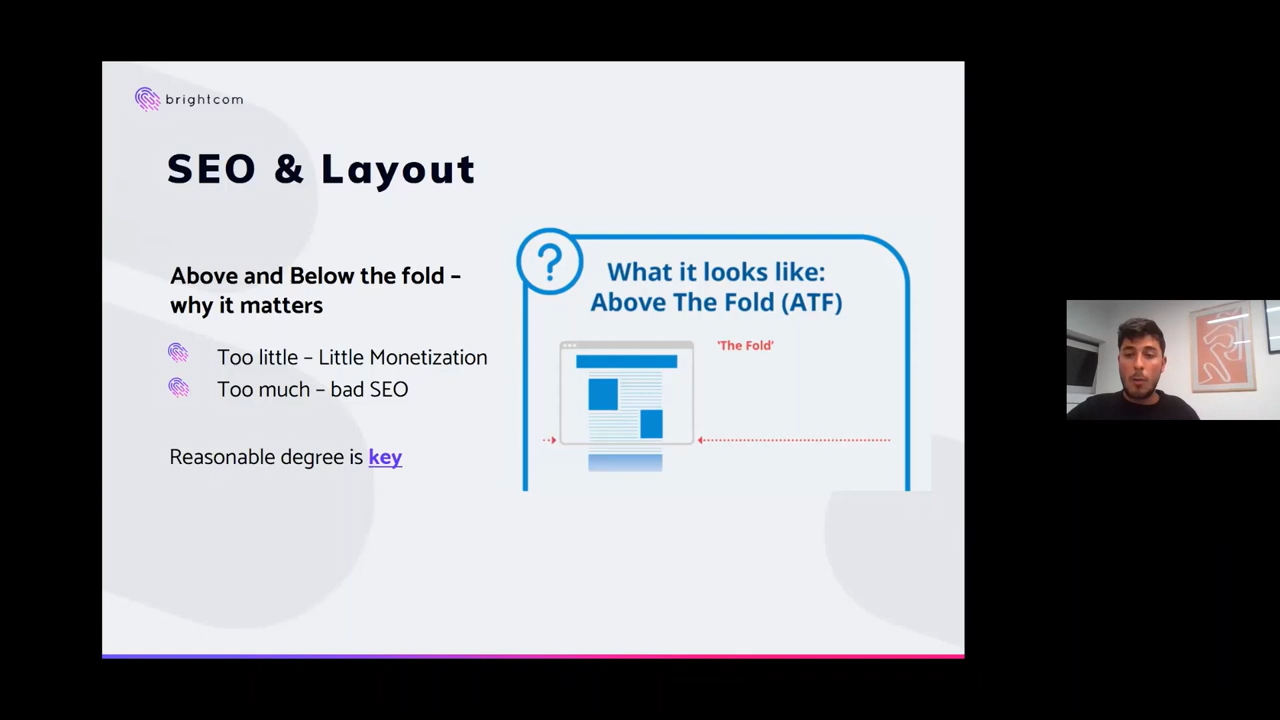 brightcom
SEO & Layout
Above and Below the fold –
why it matters
Too little – Little Monetization
Too much – bad SEO
Reasonable degree is key
?
What it looks like:
Above The Fold (ATF)
'The Fold'